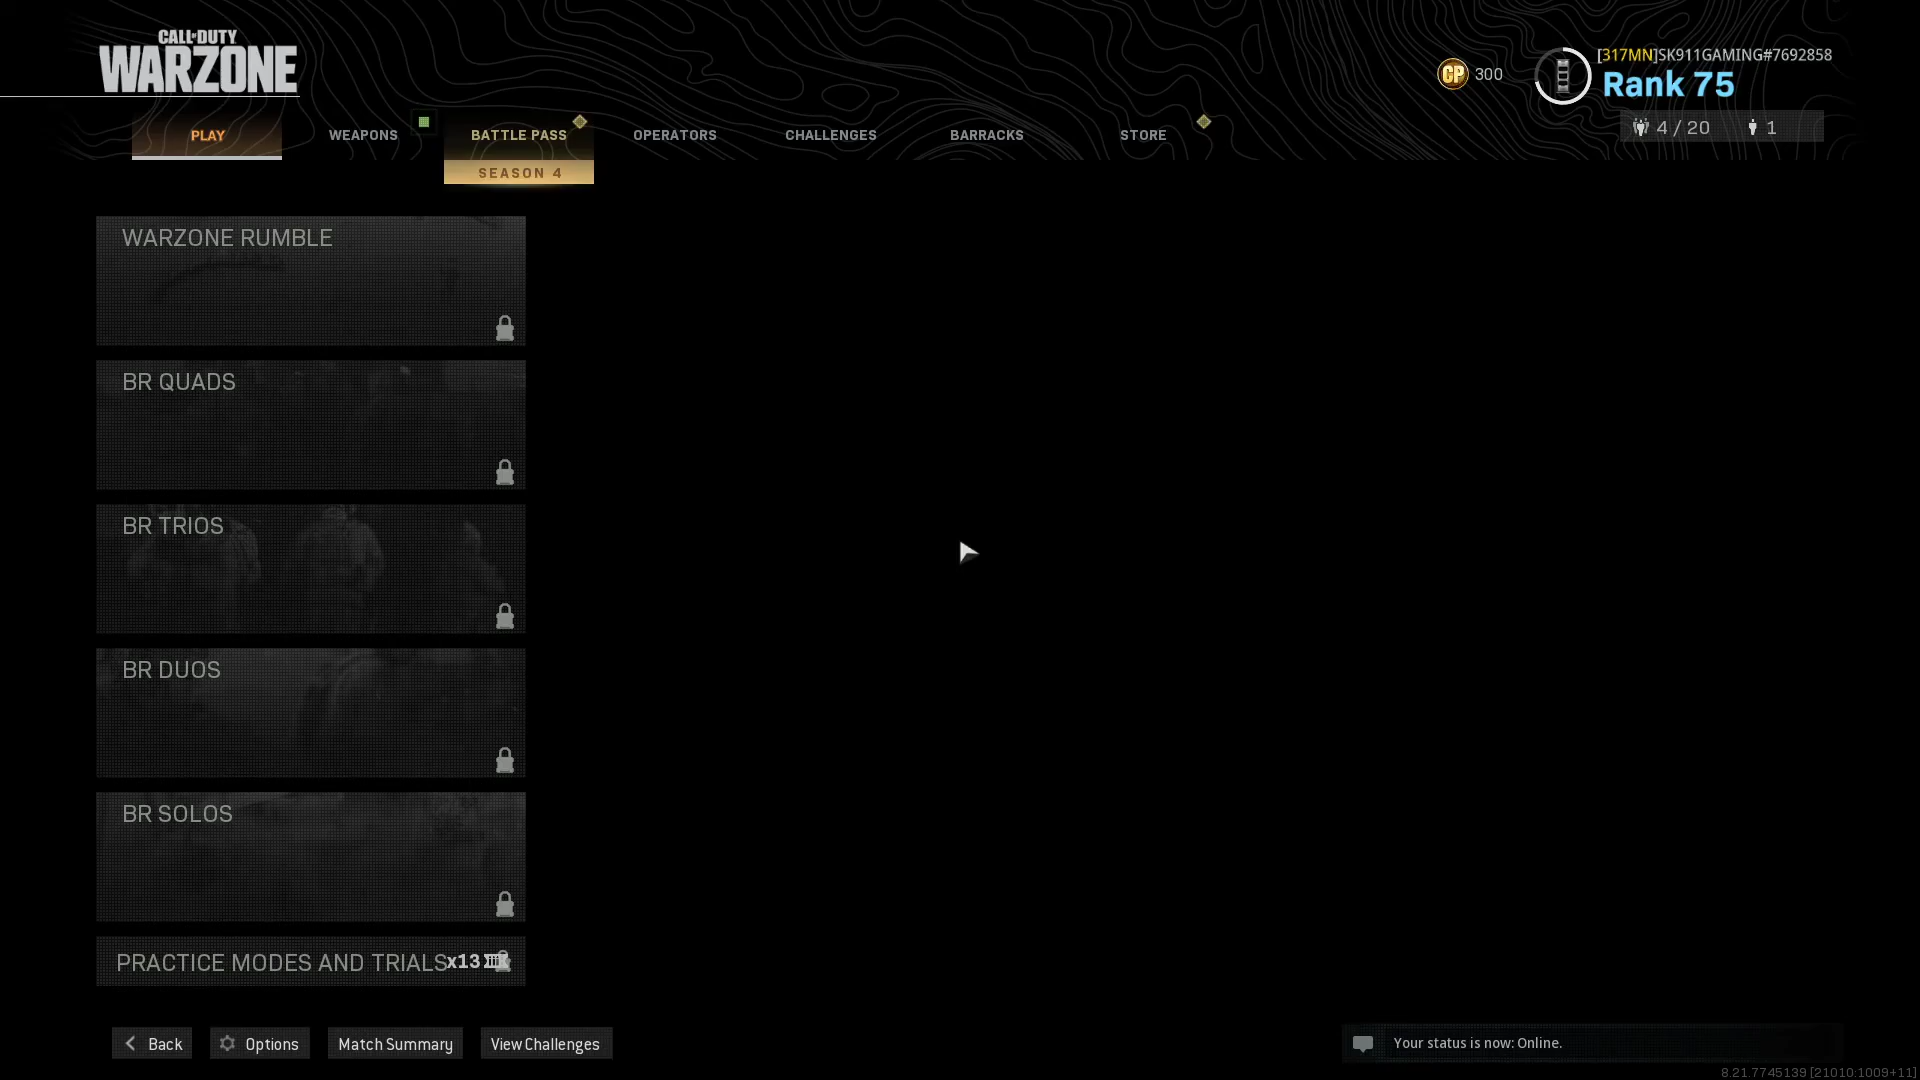 CALL OF DUTY
WARZONE
CP 300
[317MN]SK911GAMING#7692858
Rank 75
4 / 20 1
PLAY WEAPONS BATTLE PASS OPERATORS CHALLENGES BARRACKS STORE
SEASON 4
WARZONE RUMBLE
BR QUADS
BR TRIOS
BR DUOS
BR SOLOS
PRACTICE MODES AND TRIALS x13
Back Options Match Summary View Challenges
Your status is now: Online.
8.21.7745139 [21010:1009+11]